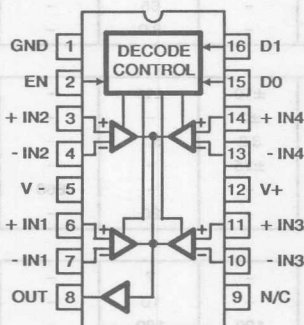 GND 1 DECODE CONTROL 16 D1
EN 2 15 D0
+ IN2 3 + + 14 + IN4
- IN2 4 - - 13 - IN4
V - 5 12 V+
+ IN1 6 + + 11 + IN3
- IN1 7 - - 10 - IN3
OUT 8 9 N/C